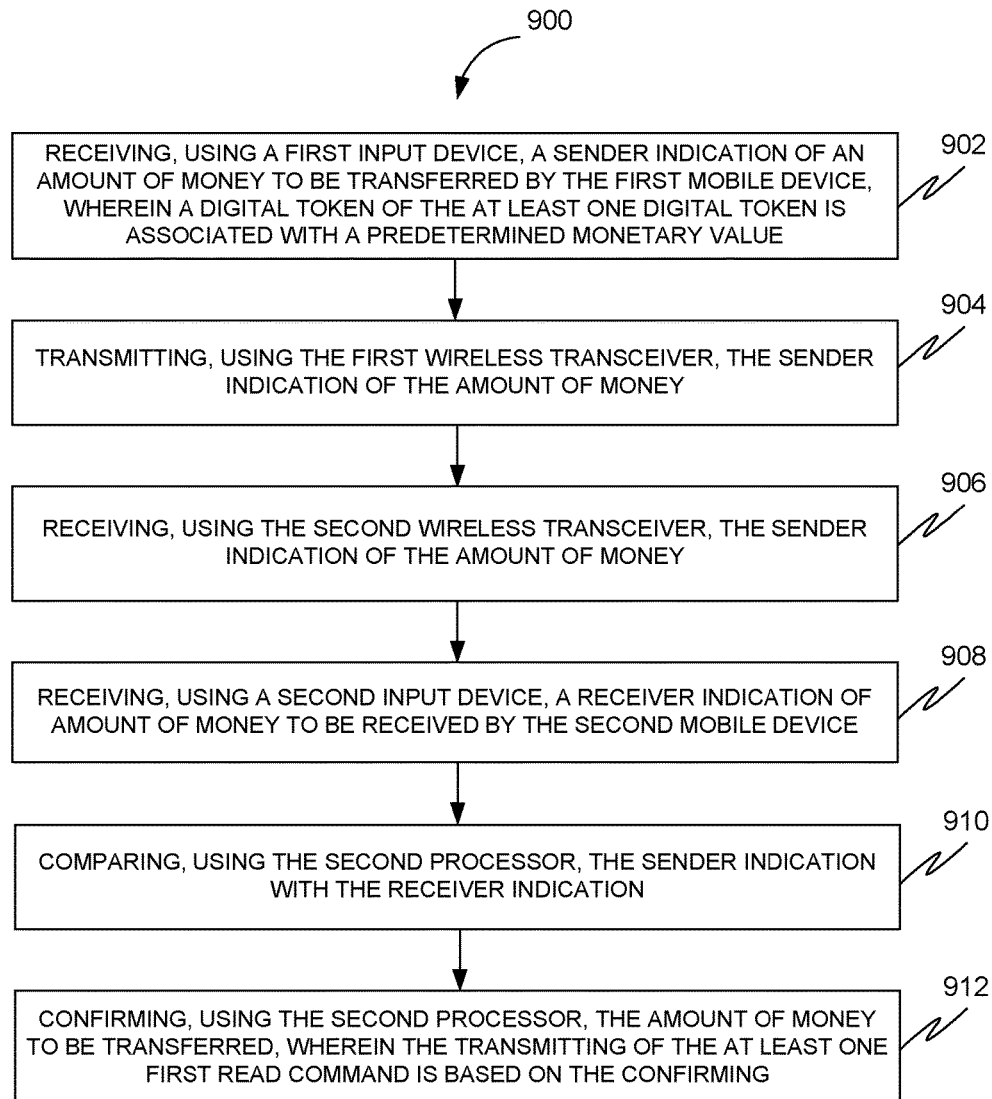 900
RECEIVING, USING A FIRST INPUT DEVICE, A SENDER INDICATION OF AN
AMOUNT OF MONEY TO BE TRANSFERRED BY THE FIRST MOBILE DEVICE,
WHEREIN A DIGITAL TOKEN OF THE AT LEAST ONE DIGITAL TOKEN IS
ASSOCIATED WITH A PREDETERMINED MONETARY VALUE
902
TRANSMITTING, USING THE FIRST WIRELESS TRANSCEIVER, THE SENDER
INDICATION OF THE AMOUNT OF MONEY
904
RECEIVING, USING THE SECOND WIRELESS TRANSCEIVER, THE SENDER
INDICATION OF THE AMOUNT OF MONEY
906
RECEIVING, USING A SECOND INPUT DEVICE, A RECEIVER INDICATION OF
AMOUNT OF MONEY TO BE RECEIVED BY THE SECOND MOBILE DEVICE
908
COMPARING, USING THE SECOND PROCESSOR, THE SENDER INDICATION
WITH THE RECEIVER INDICATION
910
CONFIRMING, USING THE SECOND PROCESSOR, THE AMOUNT OF MONEY
TO BE TRANSFERRED, WHEREIN THE TRANSMITTING OF THE AT LEAST ONE
FIRST READ COMMAND IS BASED ON THE CONFIRMING
912